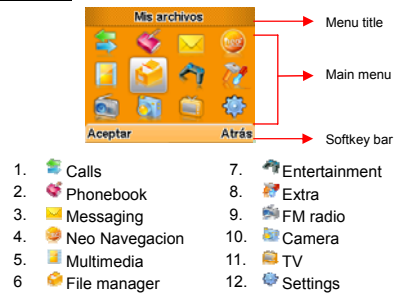 Mis archivos
Menu title
Main menu
Aceptar
Atrás
Softkey bar
1. Calls
2. Phonebook
3. Messaging
4. Neo Navegacion
5. Multimedia
6 File manager
7. Entertainment
8. Extra
9. FM radio
10. Camera
11. TV
12. Settings